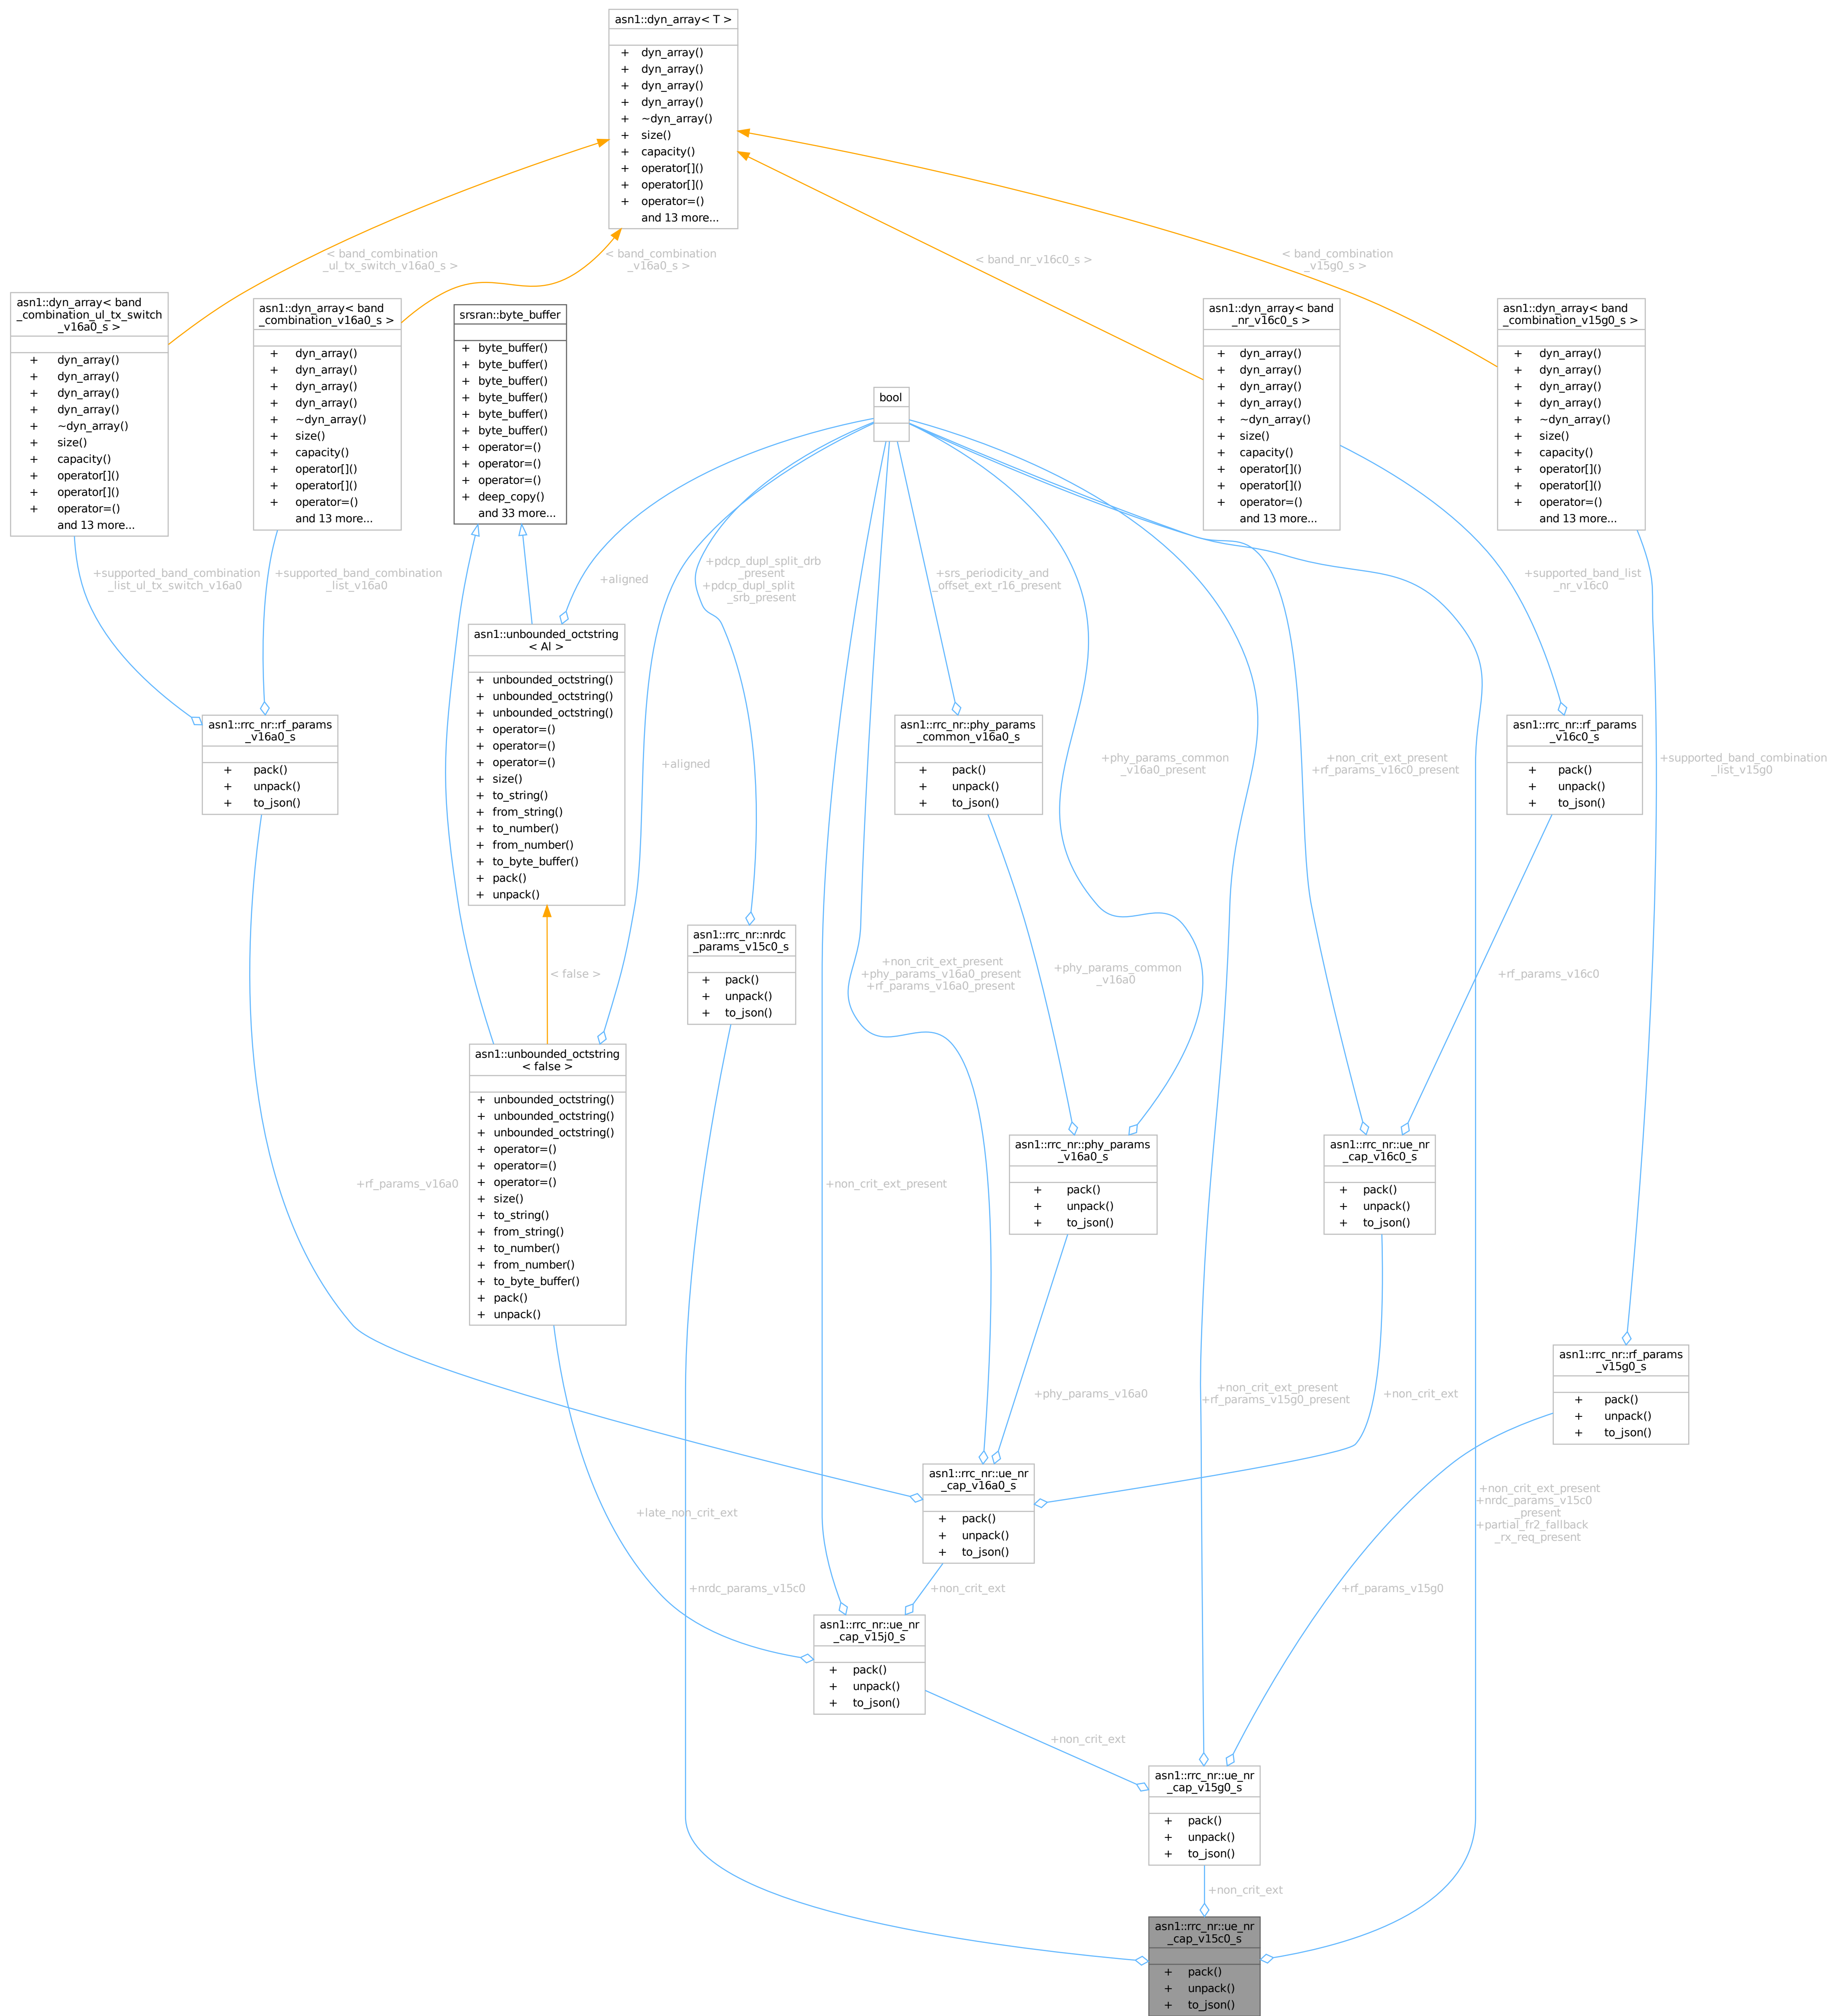 asn1::dyn_array< T >
+ dyn_array()
+ dyn_array()
+ dyn_array()
+ dyn_array()
+ ~dyn_array()
+ size()
+ capacity()
+ operator[]()
+ operator[]()
+ operator=()
and 13 more...
< band_combination
_ul_tx_switch_v16a0_s >
< band_combination
_v16a0_s >
< band_nr_v16c0_s >
< band_combination
_v15g0_s >
asn1::dyn_array< band
_combination_ul_tx_switch
_v16a0_s >
+ dyn_array()
+ dyn_array()
+ dyn_array()
+ dyn_array()
+ ~dyn_array()
+ size()
+ capacity()
+ operator[]()
+ operator[]()
+ operator=()
and 13 more...
asn1::dyn_array< band
_combination_v16a0_s >
+ dyn_array()
+ dyn_array()
+ dyn_array()
+ dyn_array()
+ ~dyn_array()
+ size()
+ capacity()
+ operator[]()
+ operator[]()
+ operator=()
and 13 more...
srsran::byte_buffer
+ byte_buffer()
+ byte_buffer()
+ byte_buffer()
+ byte_buffer()
+ byte_buffer()
+ byte_buffer()
+ operator=()
+ operator=()
+ operator=()
+ deep_copy()
and 33 more...
bool
asn1::dyn_array< band
_nr_v16c0_s >
+ dyn_array()
+ dyn_array()
+ dyn_array()
+ dyn_array()
+ ~dyn_array()
+ size()
+ capacity()
+ operator[]()
+ operator[]()
+ operator=()
and 13 more...
asn1::dyn_array< band
_combination_v15g0_s >
+ dyn_array()
+ dyn_array()
+ dyn_array()
+ dyn_array()
+ ~dyn_array()
+ size()
+ capacity()
+ operator[]()
+ operator[]()
+ operator=()
and 13 more...
+supported_band_combination
_list_ul_tx_switch_v16a0
+supported_band_combination
_list_v16a0
+aligned
+pdcp_dupl_split_drb
_present
+pdcp_dupl_split
_srb_present
+srs_periodicity_and
_offset_ext_r16_present
+supported_band_list
_nr_v16c0
asn1::unbounded_octstring
< Al >
+ unbounded_octstring()
+ unbounded_octstring()
+ unbounded_octstring()
+ operator=()
+ operator=()
+ operator=()
+ size()
+ to_string()
+ from_string()
+ to_number()
+ from_number()
+ to_byte_buffer()
+ pack()
+ unpack()
asn1::rrc_nr::rf_params
_v16a0_s
+ pack()
+ unpack()
+ to_json()
+aligned
asn1::rrc_nr::phy_params
_common_v16a0_s
+ pack()
+ unpack()
+ to_json()
+phy_params_common
_v16a0_present
+non_crit_ext_present
+rf_params_v16c0_present
asn1::rrc_nr::rf_params
_v16c0_s
+ pack()
+ unpack()
+ to_json()
+supported_band_combination
_list_v15g0
< false >
asn1::rrc_nr::nrdc
_params_v15c0_s
+ pack()
+ unpack()
+ to_json()
+non_crit_ext_present
+phy_params_v16a0_present
+rf_params_v16a0_present
+phy_params_common
_v16a0
+rf_params_v16c0
asn1::unbounded_octstring
< false >
+ unbounded_octstring()
+ unbounded_octstring()
+ unbounded_octstring()
+ operator=()
+ operator=()
+ operator=()
+ size()
+ to_string()
+ from_string()
+ to_number()
+ from_number()
+ to_byte_buffer()
+ pack()
+ unpack()
+rf_params_v16a0
+non_crit_ext_present
asn1::rrc_nr::phy_params
_v16a0_s
+ pack()
+ unpack()
+ to_json()
asn1::rrc_nr::ue_nr
_cap_v16c0_s
+ pack()
+ unpack()
+ to_json()
asn1::rrc_nr::rf_params
_v15g0_s
+ pack()
+ unpack()
+ to_json()
+phy_params_v16a0
+non_crit_ext_present
+rf_params_v15g0_present
+non_crit_ext
asn1::rrc_nr::ue_nr
_cap_v16a0_s
+ pack()
+ unpack()
+ to_json()
+late_non_crit_ext
+non_crit_ext_present
+nrdc_params_v15c0
_present
+partial_fr2_fallback
_rx_req_present
+nrdc_params_v15c0
+non_crit_ext
+rf_params_v15g0
asn1::rrc_nr::ue_nr
_cap_v15j0_s
+ pack()
+ unpack()
+ to_json()
+non_crit_ext
asn1::rrc_nr::ue_nr
_cap_v15g0_s
+ pack()
+ unpack()
+ to_json()
+non_crit_ext
asn1::rrc_nr::ue_nr
_cap_v15c0_s
+ pack()
+ unpack()
+ to_json()